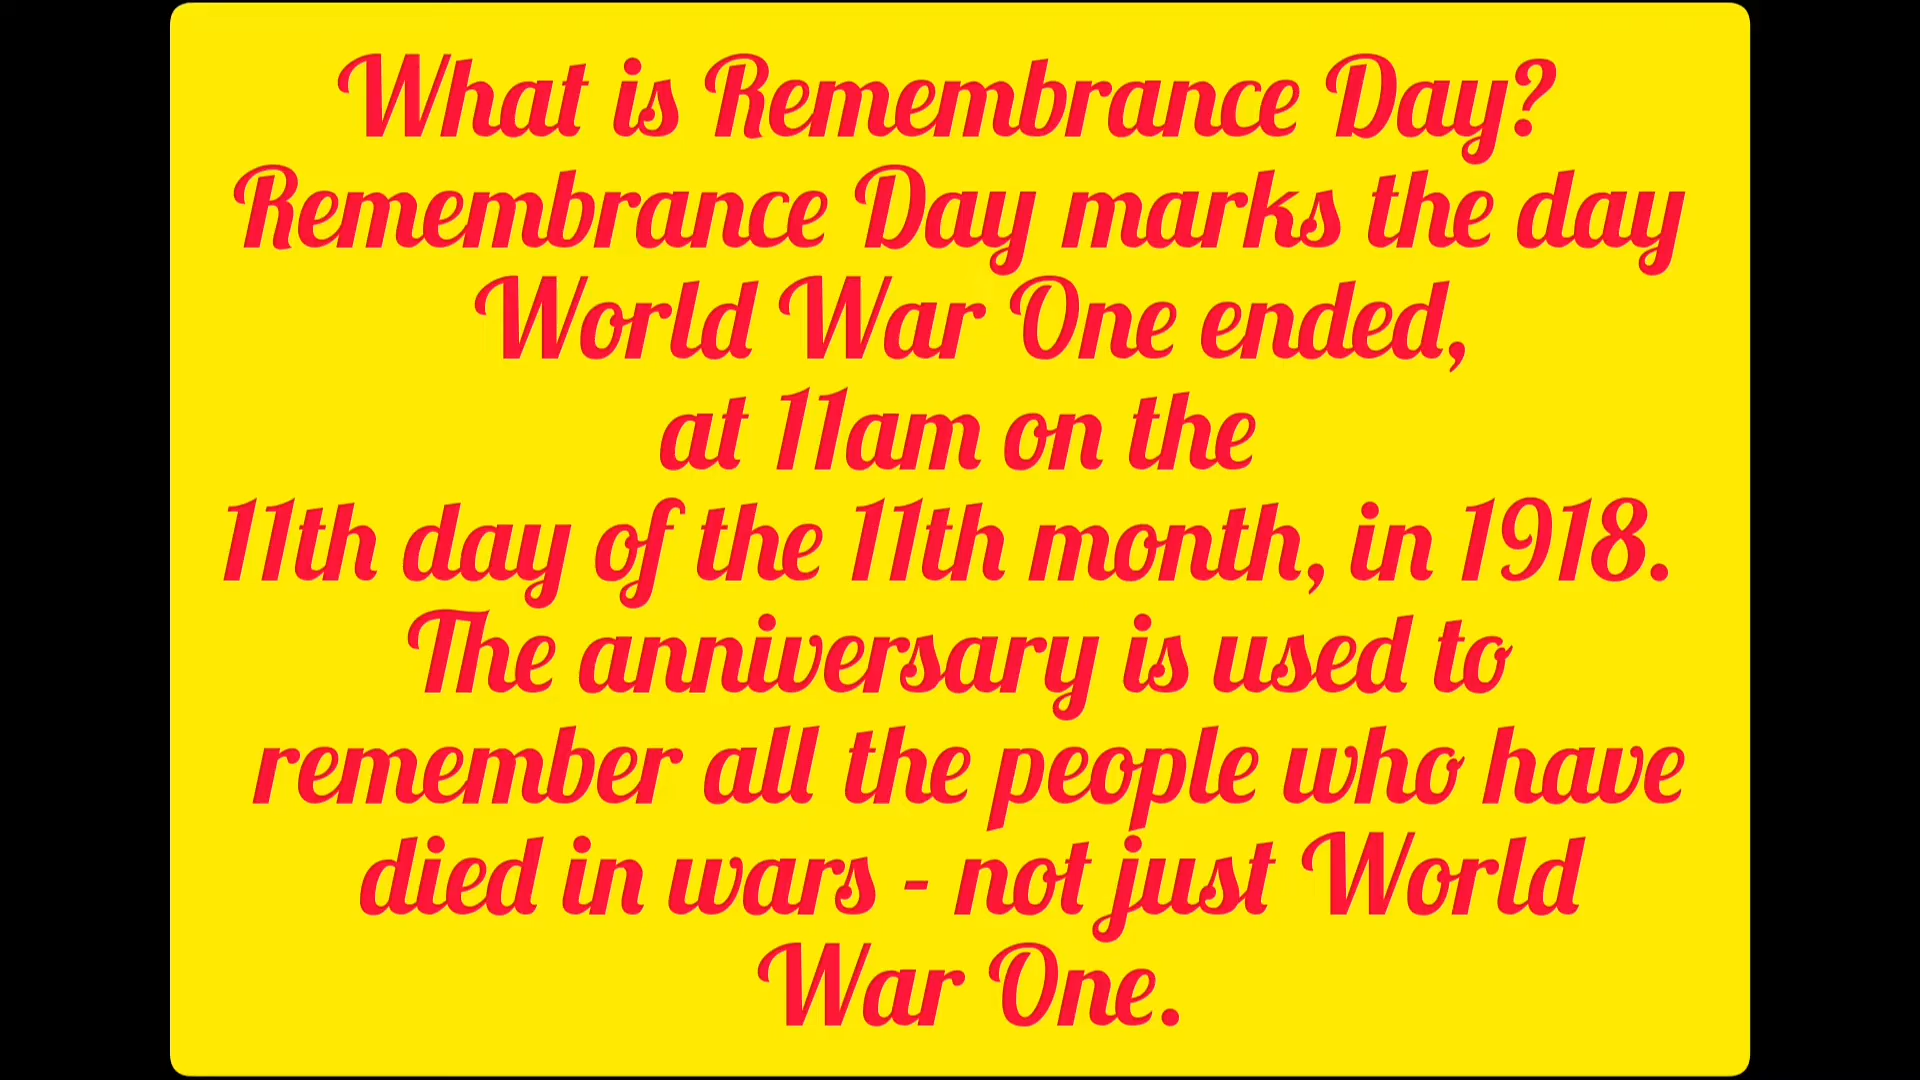 What is Remembrance Day?
Remembrance Day marks the day
World War One ended,
at 11am on the
11th day of the 11th month, in 1918.
The anniversary is used to
remember all the people who have
died in wars - not just World
War One.